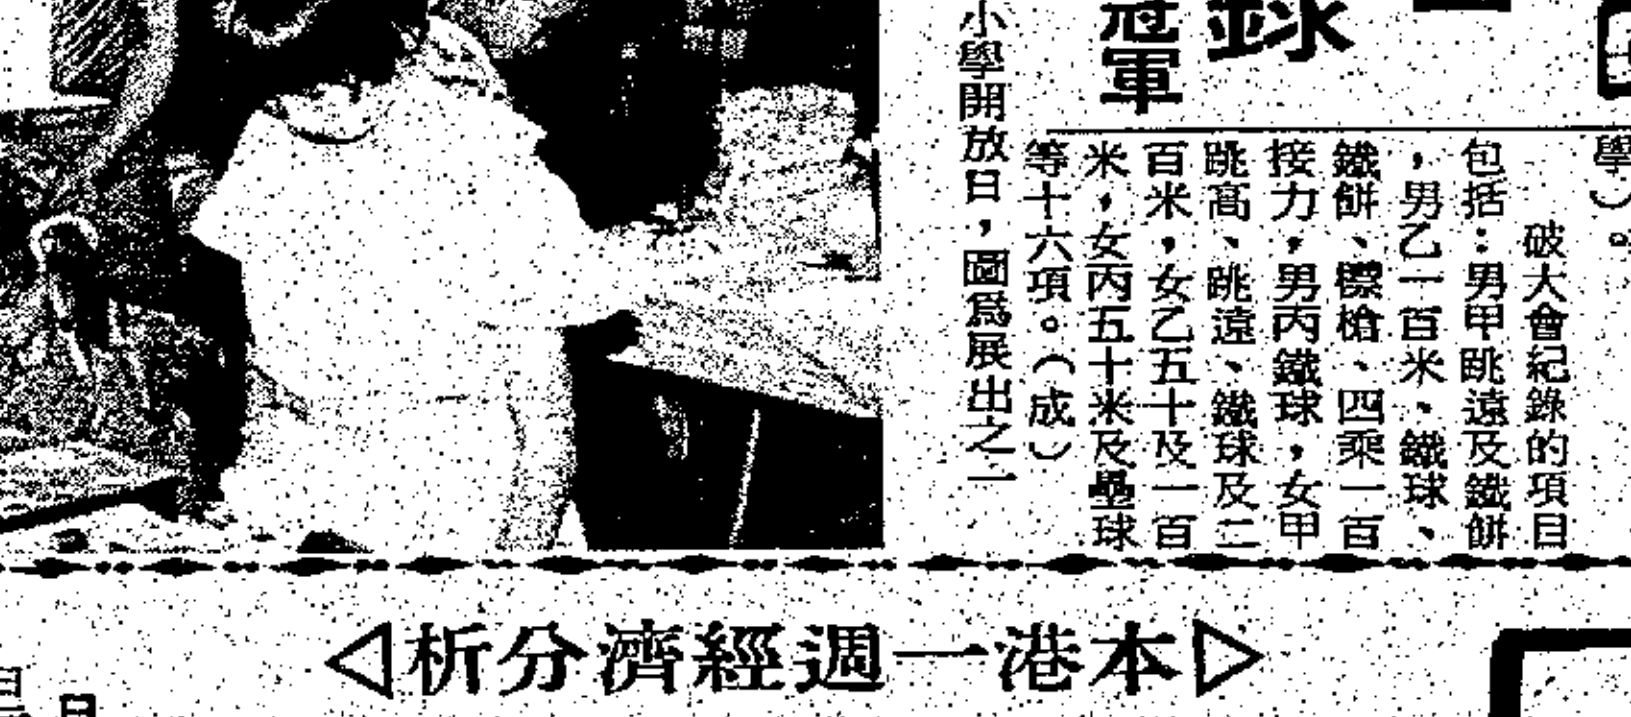 錄
冠軍
學）。
破大會紀錄的項目
包括：男甲跳遠及鐵餅
，男乙一百米、鐵球、
鐵餅、標槍、四乘一百
接力，男丙鐵球，女甲
跳高、跳遠、鐵球及二
百米，女乙五十及一百
米，女丙五十米及壘球
等十六項。（成）
小學開放日，圖爲展出之一
本港一週經濟分析